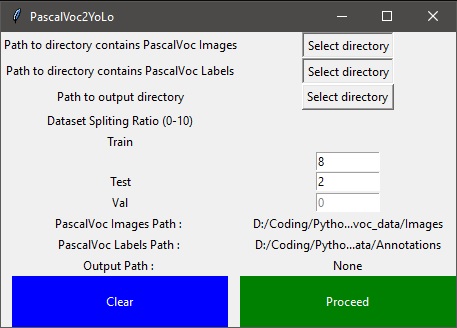 PascalVoc2YoLo
Path to directory contains PascalVoc Images Select directory
Path to directory contains PascalVoc Labels Select directory
Path to output directory Select directory
Dataset Spliting Ratio (0-10)
Train
8
Test 2
Val 0
PascalVoc Images Path : D:/Coding/Pytho...voc_data/Images
PascalVoc Labels Path : D:/Coding/Pytho...ata/Annotations
Output Path : None
Clear Proceed